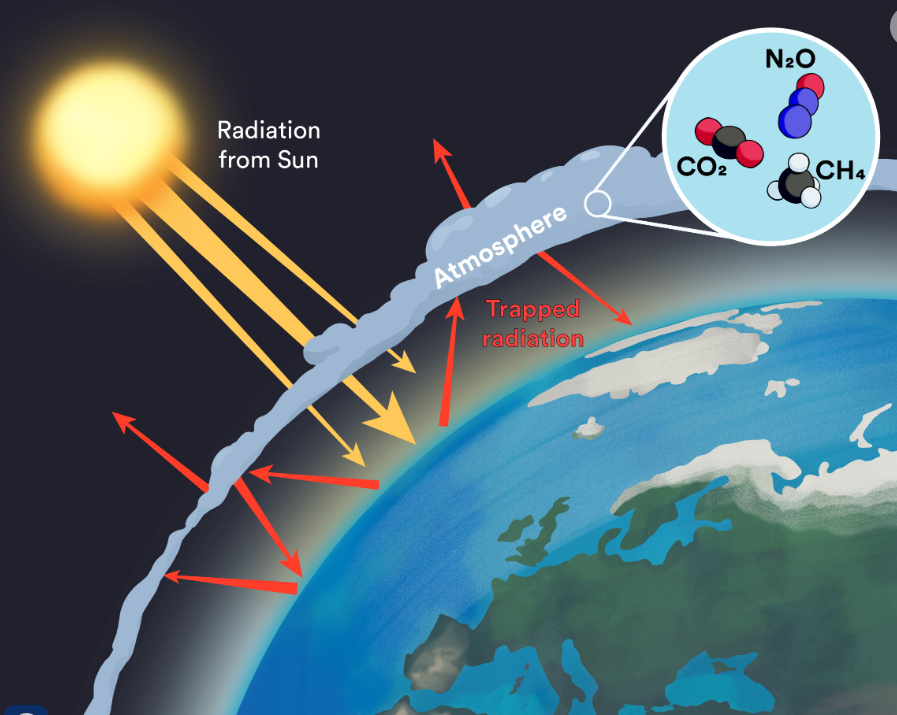 Radiation
from Sun
N₂O
CO₂
CH₄
Atmosphere
Trapped
radiation